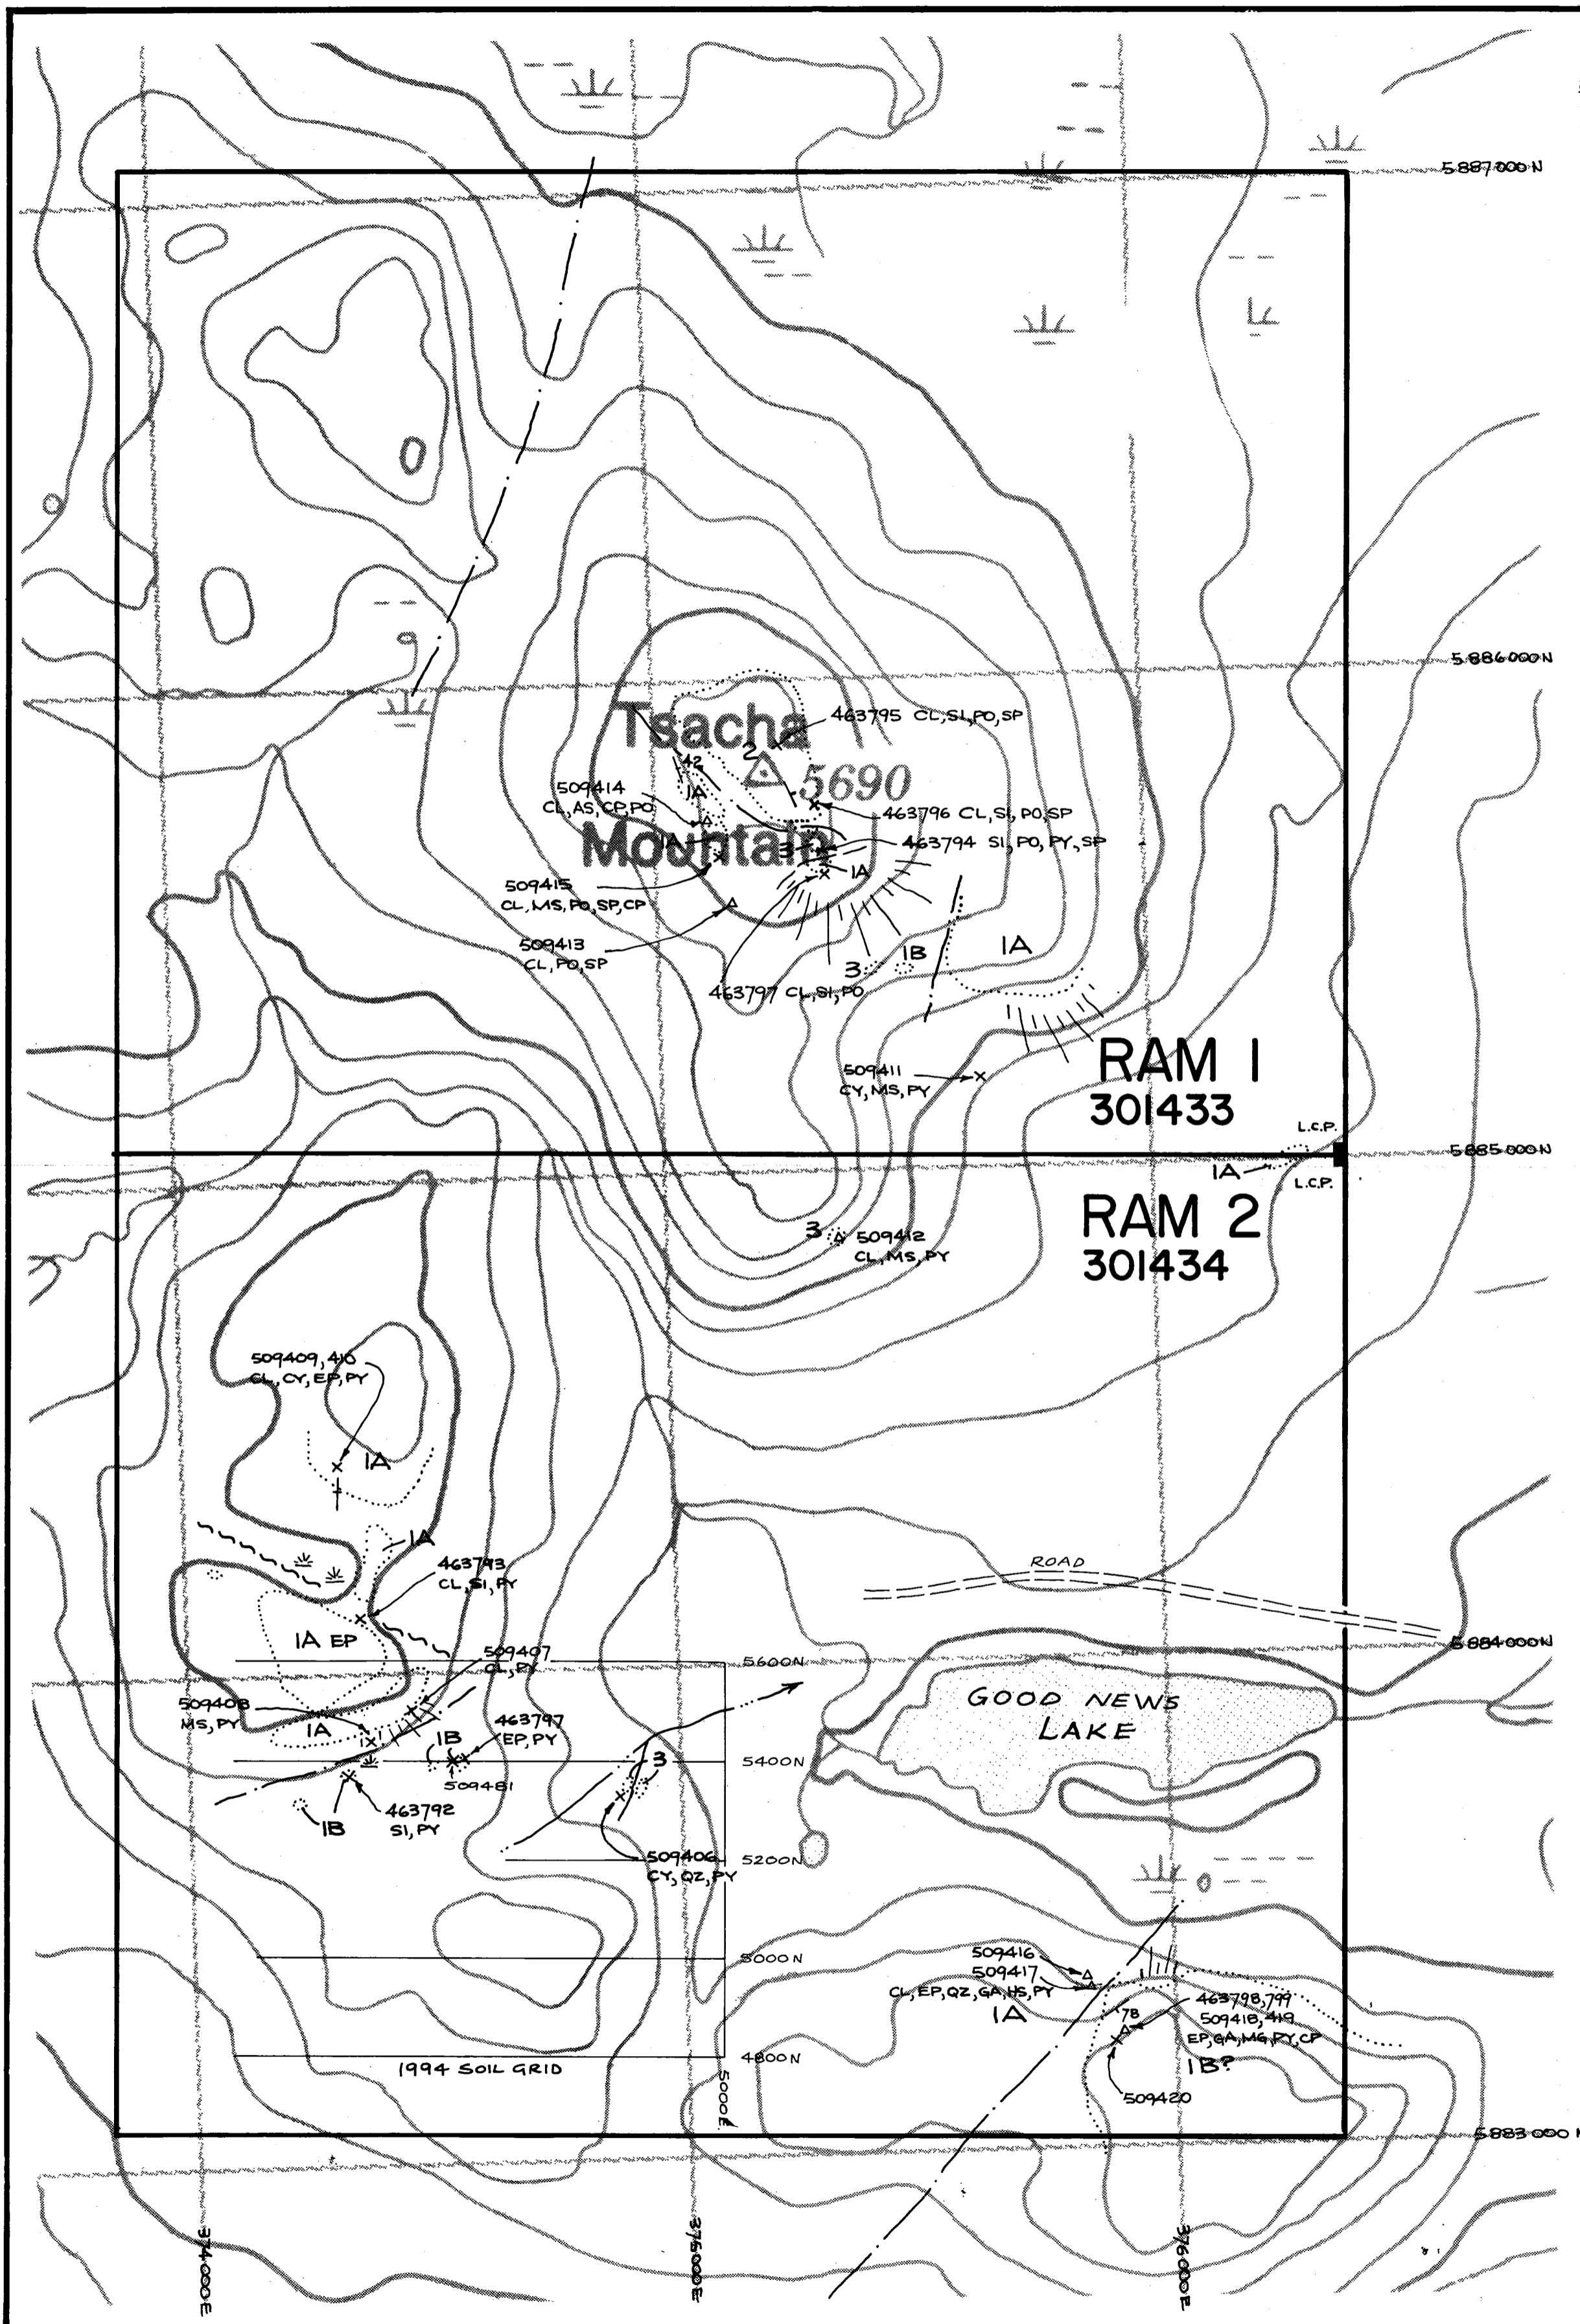 5887000N
5886000N
Tsacha
463795 CL,SI,PO,SP
2
42
5690
509414
CL,AS,CP,PO
1A
463796 CL,SI,PO,SP
Mountain
1A
3
463794 SI,PO,PY,SP
1A
509415
CL,MS,PO,SP,CP
509413
CL,PO,SP
1B
1A
3
463797 CL,SI,PO
RAM 1
301433
509411
CY,MS,PY
L.C.P.
5885000N
1A
L.C.P.
RAM 2
301434
3
509412
CL,MS,PY
509409,410
CL,CY,EP,PY
1A
1A
463793
CL,SI,PY
ROAD
1A EP
5884000N
509407
CL,PY
5600N
GOOD NEWS
LAKE
509408
MS,PY
1A
463797
EP,PY
1B
5400N
3
509481
463792
SI,PY
1B
509406
CY,QZ,PY
5200N
5000N
509416
509417
CL,EP,QZ,GA,HS,PY
1A
463798,799
509418,419
EP,GA,MG,PY,CP
78
1B?
4800N
1994 SOIL GRID
5000E
509420
5883000N
374000E
375000E
376000E